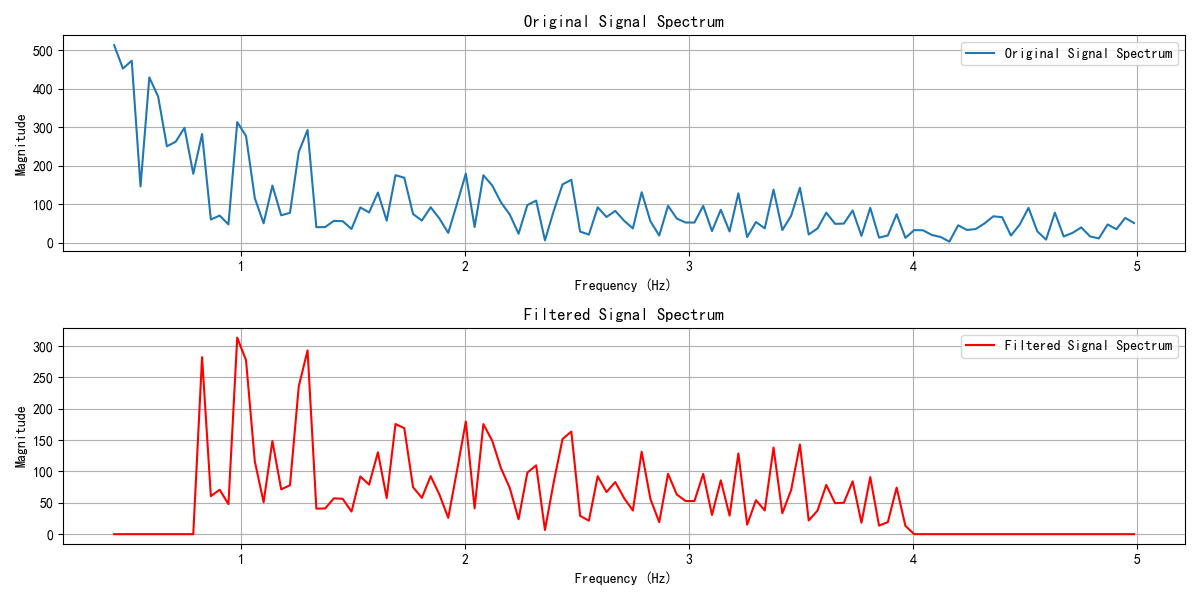 Original Signal Spectrum
500
400
300
200
100
0
Magnitude
Original Signal Spectrum
1
2
3
4
5
Frequency (Hz)
Filtered Signal Spectrum
300
250
200
150
100
50
0
Magnitude
Filtered Signal Spectrum
1
2
3
4
5
Frequency (Hz)